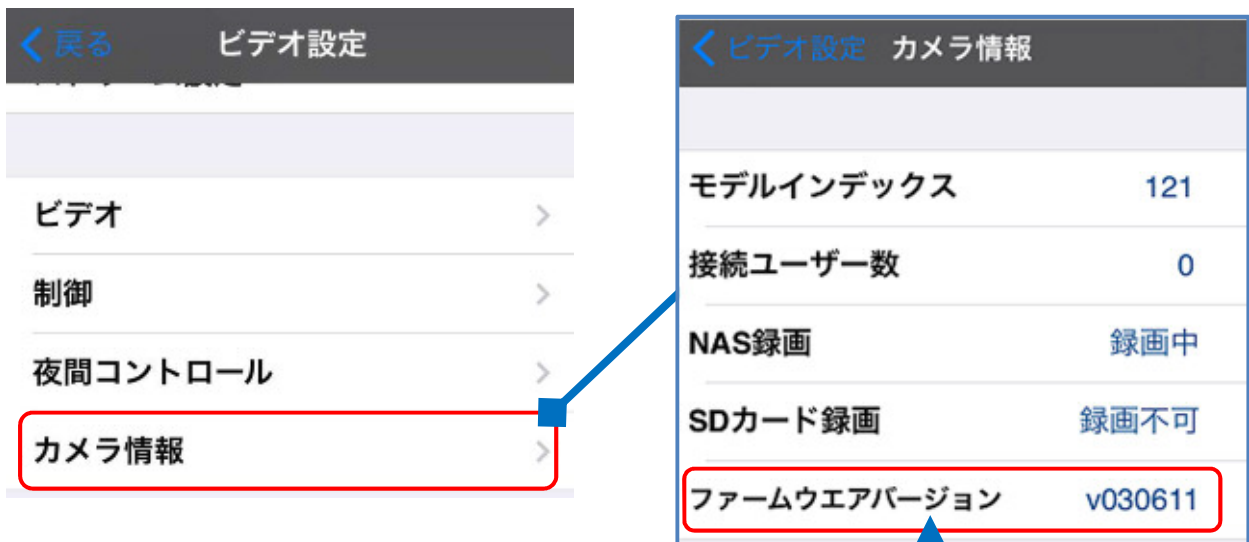 戻る ビデオ設定
ビデオ
制御
夜間コントロール
カメラ情報
ビデオ設定 カメラ情報
モデルインデックス 121
接続ユーザー数 0
NAS録画 録画中
SDカード録画 録画不可
ファームウエアバージョン v030611